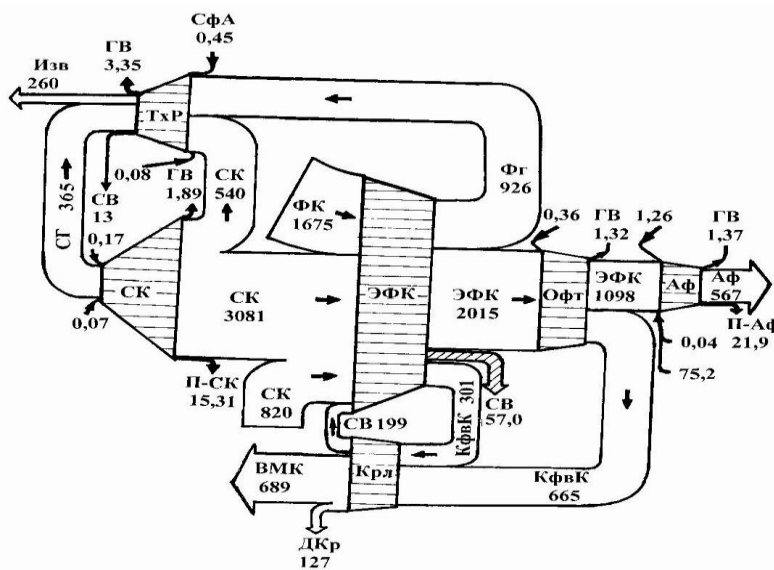 СфА
0,45
ГВ
3,35
Изв
260
ТхР
0,08
ГВ
1,89
СК
540
Фг
926
СГ 365
СВ
13
0,17
ФК
1675
0,36
ГВ
1,32
1,26
ГВ
1,37
СК
СК
3081
ЭФК
ЭФК
2015
Офт
ЭФК
1098
Аф
Аф
567
П-Аф
21,9
0,07
0,04
75,2
П-СК
15,31
СК
820
СВ 199
КфвК 301
СВ
57,0
ВМК
689
Крл
КфвК
665
ДКр
127